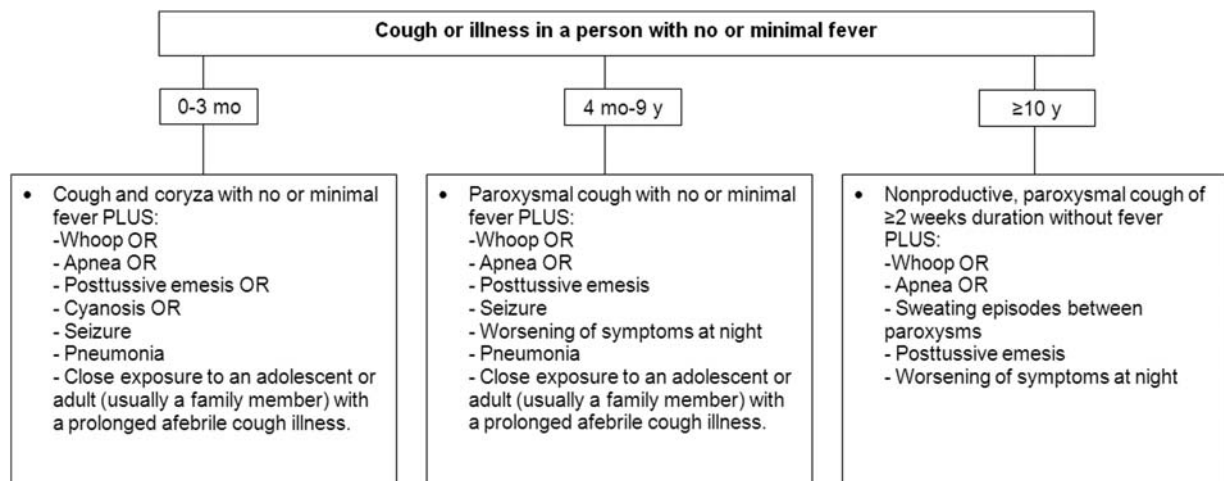 Cough or illness in a person with no or minimal fever
0-3 mo
4 mo-9 y
≥10 y
• Cough and coryza with no or minimal
fever PLUS:
-Whoop OR
- Apnea OR
- Posttussive emesis OR
- Cyanosis OR
- Seizure
- Pneumonia
- Close exposure to an adolescent or
adult (usually a family member) with
a prolonged afebrile cough illness.
• Paroxysmal cough with no or minimal
fever PLUS:
-Whoop OR
- Apnea OR
- Posttussive emesis
- Seizure
- Worsening of symptoms at night
- Pneumonia
- Close exposure to an adolescent or
adult (usually a family member) with
a prolonged afebrile cough illness.
• Nonproductive, paroxysmal cough of
≥2 weeks duration without fever
PLUS:
-Whoop OR
- Apnea OR
- Sweating episodes between
paroxysms
- Posttussive emesis
- Worsening of symptoms at night